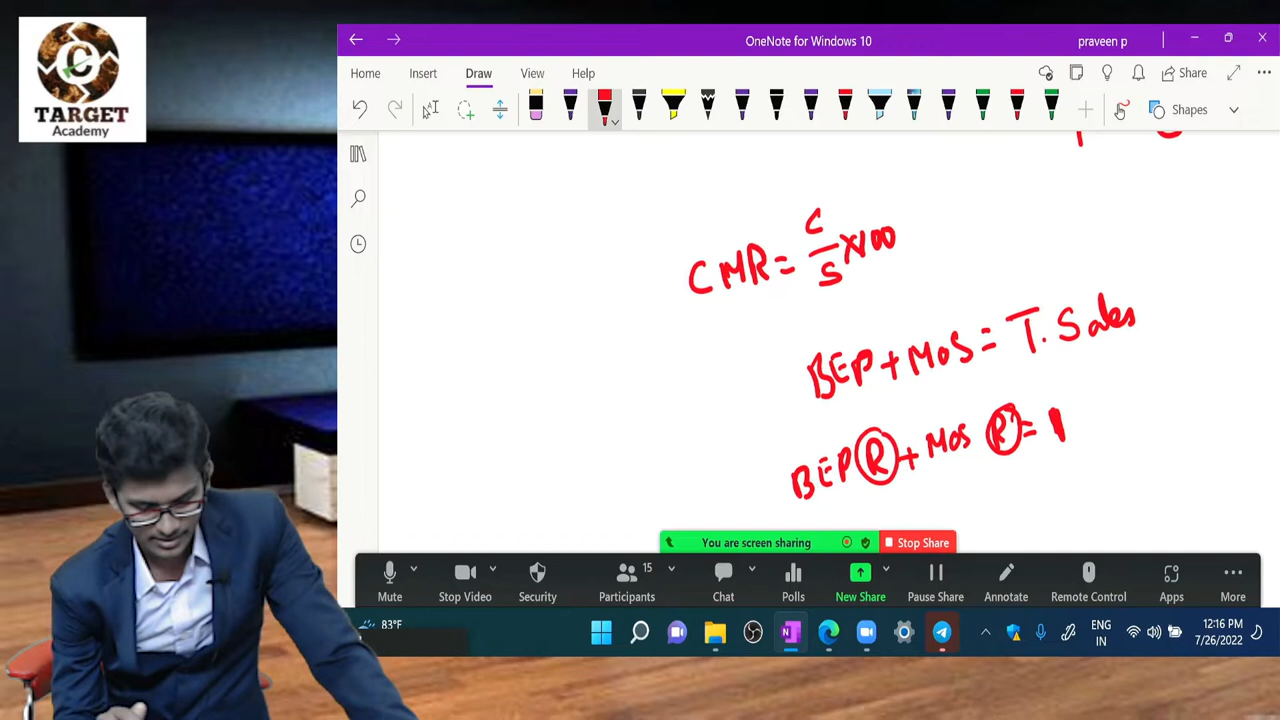 TARGET
Academy
OneNote for Windows 10
praveen p
Home Insert Draw View Help
Share
Shapes
CMR = C/S × 100
BEP + MOS = T. Sales
BEP R + MOS R = 1
You are screen sharing
Stop Share
15
Mute Stop Video Security Participants Chat Polls New Share Pause Share Annotate Remote Control Apps More
83°F
ENG
IN
12:16 PM
7/26/2022